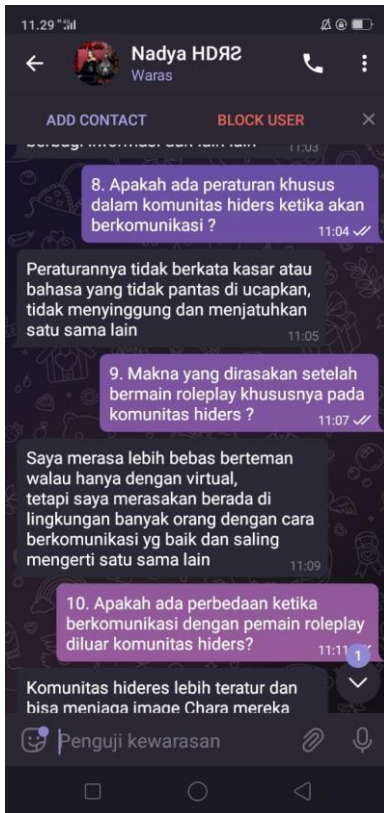 11.29
Nadya HDЯƧ
Waras
ADD CONTACT
BLOCK USER
11:03
8. Apakah ada peraturan khusus
dalam komunitas hiders ketika akan
berkomunikasi ?
11:04
Peraturannya tidak berkata kasar atau
bahasa yang tidak pantas di ucapkan,
tidak menyinggung dan menjatuhkan
satu sama lain
11:05
9. Makna yang dirasakan setelah
bermain roleplay khususnya pada
komunitas hiders ?
11:07
Saya merasa lebih bebas berteman
walau hanya dengan virtual,
tetapi saya merasakan berada di
lingkungan banyak orang dengan cara
berkomunikasi yg baik dan saling
mengerti satu sama lain
11:09
10. Apakah ada perbedaan ketika
berkomunikasi dengan pemain roleplay
diluar komunitas hiders?
11:11
1
Komunitas hideres lebih teratur dan
bisa menjaga image Chara mereka
Penguji kewarasan